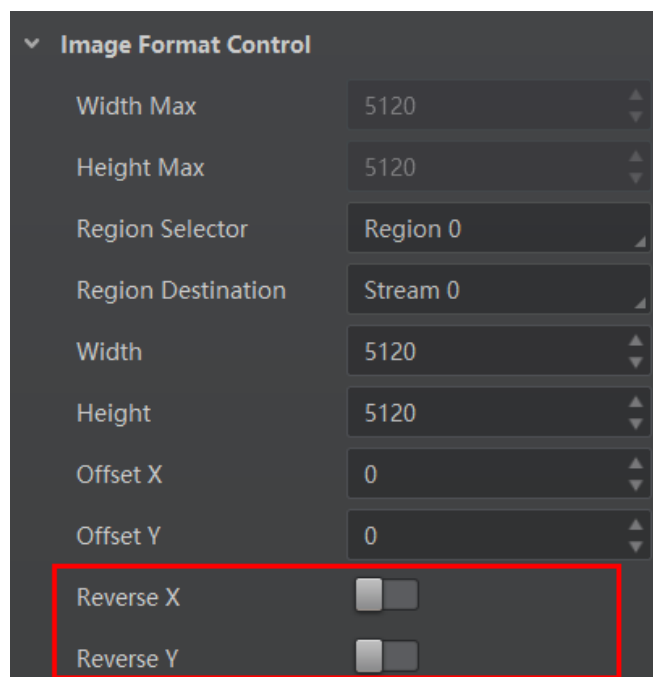 Image Format Control
Width Max 5120
Height Max 5120
Region Selector Region 0
Region Destination Stream 0
Width 5120
Height 5120
Offset X 0
Offset Y 0
Reverse X
Reverse Y